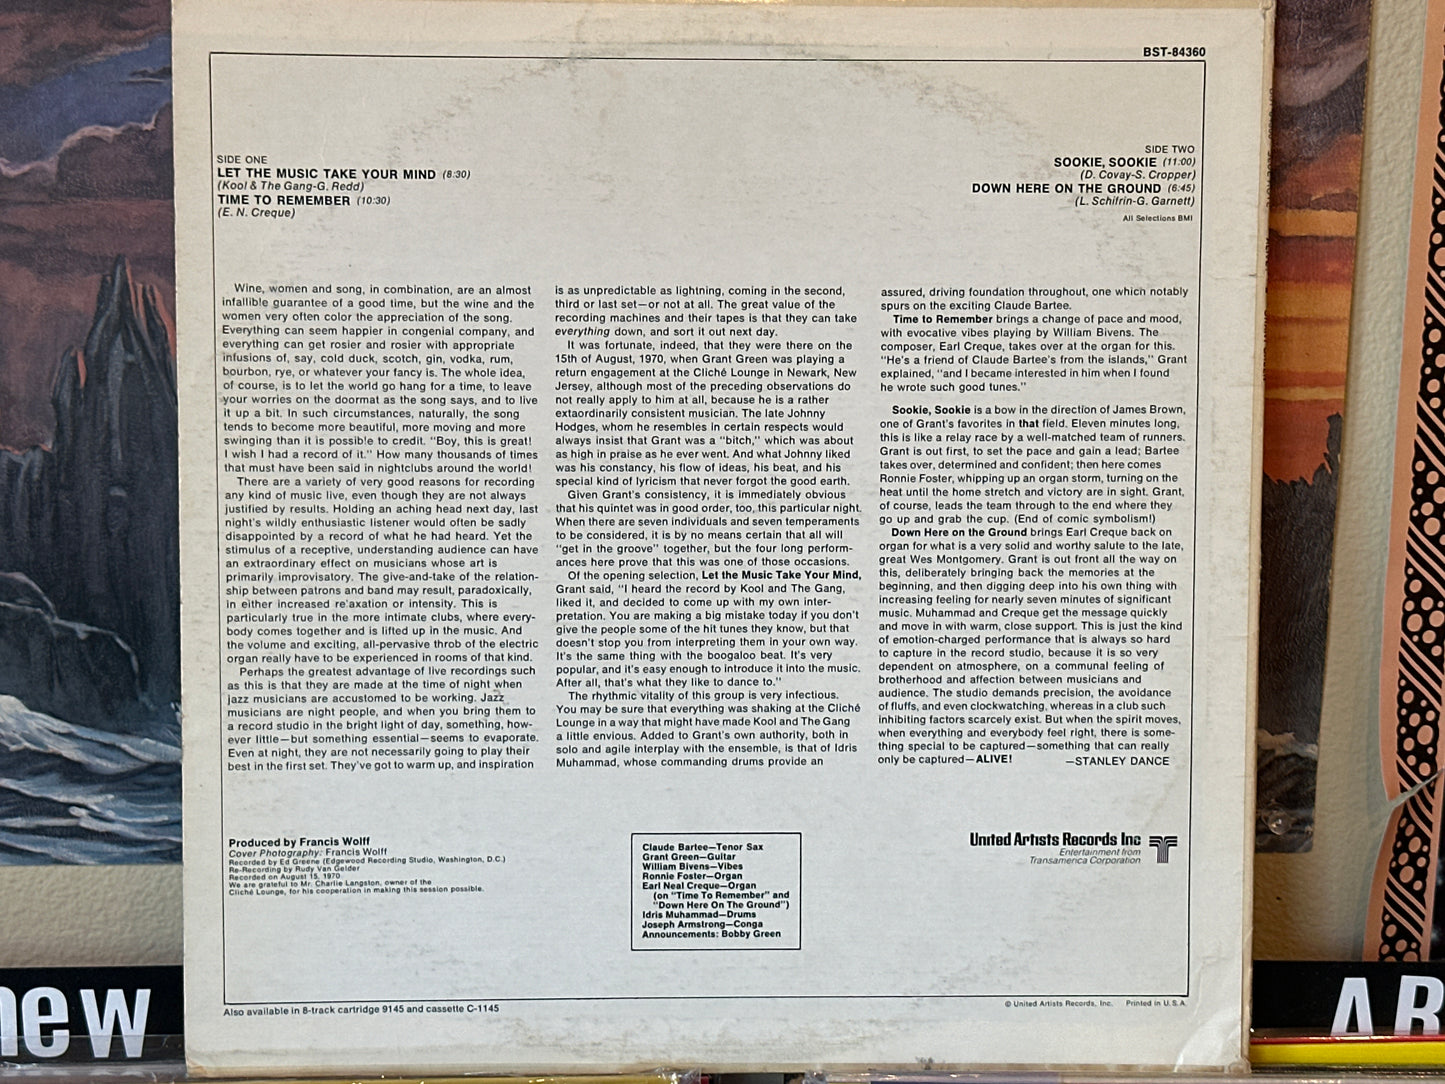 BST-84360
SIDE ONE
LET THE MUSIC TAKE YOUR MIND (8:30)
(Kool & The Gang-G. Redd)
TIME TO REMEMBER (10:30)
(E. N. Creque)
SIDE TWO
SOOKIE, SOOKIE (11:00)
(D. Covay-S. Cropper)
DOWN HERE ON THE GROUND (6:45)
(L. Schifrin-G. Garnett)
All Selections BMI
Wine, women and song, in combination, are an almost
infallible guarantee of a good time, but the wine and the
women very often color the appreciation of the song.
Everything can seem happier in congenial company, and
everything can get rosier and rosier with appropriate
infusions of, say, cold duck, scotch, gin, vodka, rum,
bourbon, rye, or whatever your fancy is. The whole idea,
of course, is to let the world go hang for a time, to leave
your worries on the doormat as the song says, and to live
it up a bit. In such circumstances, naturally, the song
tends to become more beautiful, more moving and more
swinging than it is possible to credit. "Boy, this is great!
I wish I had a record of it." How many thousands of times
that must have been said in nightclubs around the world!
There are a variety of very good reasons for recording
any kind of music live, even though they are not always
justified by results. Holding an aching head next day, last
night's wildly enthusiastic listener would often be sadly
disappointed by a record of what he had heard. Yet the
stimulus of a receptive, understanding audience can have
an extraordinary effect on musicians whose art is
primarily improvisatory. The give-and-take of the relation-
ship between patrons and band may result, paradoxically,
in either increased re'axation or intensity. This is
particularly true in the more intimate clubs, where every-
body comes together and is lifted up in the music. And
the volume and exciting, all-pervasive throb of the electric
organ really have to be experienced in rooms of that kind.
Perhaps the greatest advantage of live recordings such
as this is that they are made at the time of night when
jazz musicians are accustomed to be working. Jazz
musicians are night people, and when you bring them to
a record studio in the bright light of day, something, how-
ever little—but something essential—seems to evaporate.
Even at night, they are not necessarily going to play their
best in the first set. They've got to warm up, and inspiration
is as unpredictable as lightning, coming in the second,
third or last set—or not at all. The great value of the
recording machines and their tapes is that they can take
everything down, and sort it out next day.
It was fortunate, indeed, that they were there on the
15th of August, 1970, when Grant Green was playing a
return engagement at the Cliché Lounge in Newark, New
Jersey, although most of the preceding observations do
not really apply to him at all, because he is a rather
extaordinarily consistent musician. The late Johnny
Hodges, whom he resembles in certain respects would
always insist that Grant was a "bitch," which was about
as high in praise as he ever went. And what Johnny liked
was his constancy, his flow of ideas, his beat, and his
special kind of lyricism that never forgot the good earth.
Given Grant's consistency, it is immediately obvious
that his quintet was in good order, too, this particular night.
When there are seven individuals and seven temperaments
to be considered, it is by no means certain that all will
"get in the groove" together, but the four long perform-
ances here prove that this was one of those occasions.
Of the opening selection, Let the Music Take Your Mind,
Grant said, "I heard the record by Kool and The Gang,
liked it, and decided to come up with my own inter-
pretation. You are making a big mistake today if you don't
give the people some of the hit tunes they know, but that
doesn't stop you from interpreting them in your own way.
It's the same thing with the boogaloo beat. It's very
popular, and it's easy enough to introduce it into the music.
After all, that's what they like to dance to."
The rhythmic vitality of this group is very infectious.
You may be sure that everything was shaking at the Cliché
Lounge in a way that might have made Kool and The Gang
a little envious. Added to Grant's own authority, both in
solo and agile interplay with the ensemble, is that of Idris
Muhammad, whose commanding drums provide an
assured, driving foundation throughout, one which notably
spurs on the exciting Claude Bartee.
Time to Remember brings a change of pace and mood,
with evocative vibes playing by William Bivens. The
composer, Earl Creque, takes over at the organ for this.
"He's a friend of Claude Bartee's from the islands," Grant
explained, "and I became interested in him when I found
he wrote such good tunes."
Sookie, Sookie is a bow in the direction of James Brown,
one of Grant's favorites in that field. Eleven minutes long,
this is like a relay race by a well-matched team of runners.
Grant is out first, to set the pace and gain a lead; Bartee
takes over, determined and confident; then here comes
Ronnie Foster, whipping up an organ storm, turning on the
heat until the home stretch and victory are in sight. Grant,
of course, leads the team through to the end where they
go up and grab the cup. (End of comic symbolism!)
Down Here on the Ground brings Earl Creque back on
organ for what is a very solid and worthy salute to the late,
great Wes Montgomery. Grant is out front all the way on
this, deliberately bringing back the memories at the
beginning, and then digging deep into his own thing with
increasing feeling for nearly seven minutes of significant
music. Muhammad and Creque get the message quickly
and move in with warm, close support. This is just the kind
of emotion-charged performance that is always so hard
to capture in the record studio, because it is so very
dependent on atmosphere, on a communal feeling of
brotherhood and affection between musicians and
audience. The studio demands precision, the avoidance
of fluffs, and even clockwatching, whereas in a club such
inhibiting factors scarcely exist. But when the spirit moves,
when everything and everybody feel right, there is some-
thing special to be captured—something that can really
only be captured—ALIVE!
—STANLEY DANCE
Produced by Francis Wolff
Cover Photography: Francis Wolff
Recorded by Ed Greene (Edgewood Recording Studio, Washington, D.C.)
Re-Recording by Rudy Van Gelder
Recorded on August 15, 1970
We are grateful to Mr. Charlie Langston, owner of the
Cliché Lounge, for his cooperation in making this session possible.
Claude Bartee—Tenor Sax
Grant Green—Guitar
William Bivens—Vibes
Ronnie Foster—Organ
Earl Neal Creque—Organ
(on "Time To Remember" and
"Down Here On The Ground")
Idris Muhammad—Drums
Joseph Armstrong—Conga
Announcements: Bobby Green
United Artists Records Inc
Entertainment from
Transamerica Corporation
Also available in 8-track cartridge 9145 and cassette C-1145
© United Artists Records, Inc. Printed in U.S.A.
new
AR